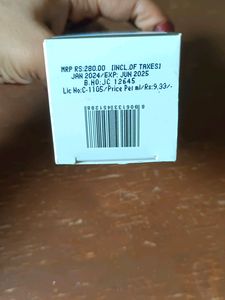 MRP RS:280.00 [INCL.OF TAXES]
JAN 2024/EXP: JUN 2025
B.NO:JC 12645
Lic No:C-1105/Price Per ml/Rs:9.33/-